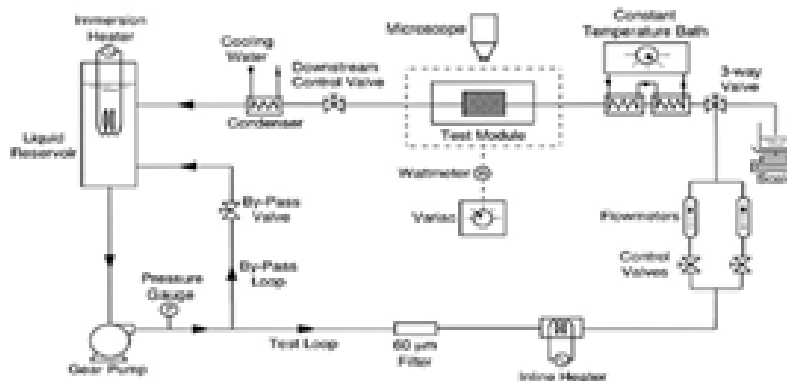 Immersion
Heater
Cooling
Water
Downstream
Control Valve
Microscope
Constant
Temperature Bath
3-way
Valve
Condenser
Test Module
Liquid
Reservoir
Wattmeter
Variac
By-Pass
Valve
Flowmeters
By-Pass
Loop
Control
Valves
Pressure
Gauge
Gear Pump
Test Loop
60 μm
Filter
Inline Heater